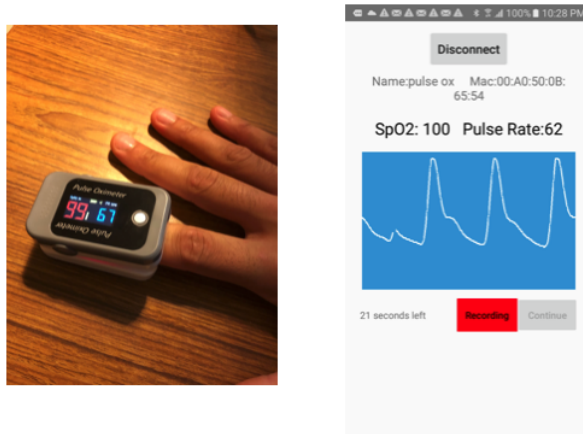 Pulse Oximeter
99 67
Pulse Oximeter
100% 10:28 PM
Disconnect
Name:pulse ox Mac:00:A0:50:0B:
65:54
SpO2: 100 Pulse Rate:62
21 seconds left Recording Continue